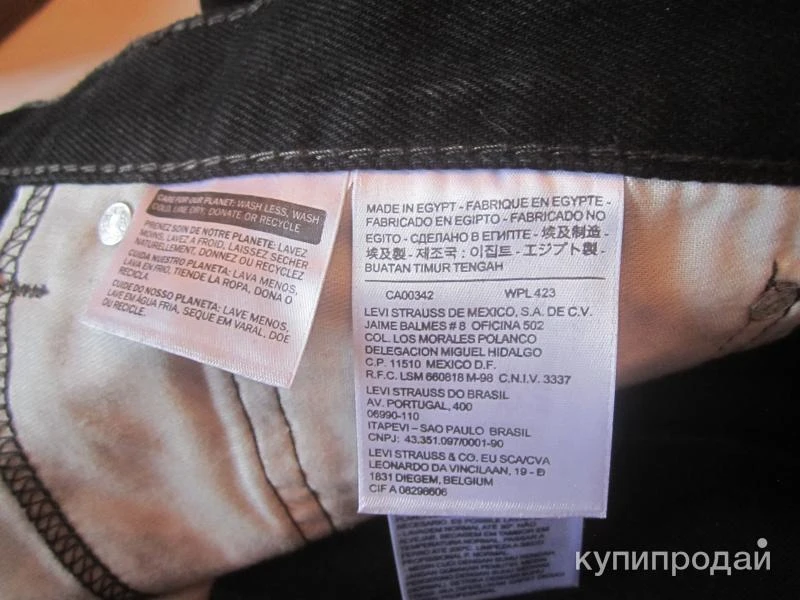 CARE FOR OUR PLANET: WASH LESS, WASH
COLD, LINE DRY, DONATE OR RECYCLE
PRENEZ SOIN DE NOTRE PLANETE: LAVEZ
MOINS, LAVEZ A FROID, LAISSEZ SECHER
NATURELLEMENT, DONNEZ OU RECYCLEZ
CUIDA NUESTRO PLANETA: LAVA MENOS,
LAVA EN FRIO, TIENDE LA ROPA, DONA O
RECICLA
CUIDE DO NOSSO PLANETA: LAVE MENOS,
LAVE EM ÁGUA FRIA, SEQUE EM VARAL, DOE
OU RECICLE.
MADE IN EGYPT - FABRIQUE EN EGYPTE -
FABRICADO EN EGIPTO - FABRICADO NO
EGITO - СДЕЛАНО В ЕГИПТЕ - 埃及制造 -
埃及製 - 제조국 : 이집트 - エジプト製 -
BUATAN TIMUR TENGAH
CA00342 WPL 423
LEVI STRAUSS DE MEXICO, S.A. DE C.V.
JAIME BALMES # 8 OFICINA 502
COL. LOS MORALES POLANCO
DELEGACION MIGUEL HIDALGO
C.P. 11510 MEXICO D.F.
R.F.C. LSM 660818 M-98 C.N.I.V. 3337
LEVI STRAUSS DO BRASIL
AV. PORTUGAL, 400
06990-110
ITAPEVI – SAO PAULO BRASIL
CNPJ: 43.351.097/0001-90
LEVI STRAUSS & CO. EU SCA/CVA
LEONARDO DA VINCILAAN, 19 - Đ
1831 DIEGEM, BELGIUM
CIF A 08298606
купипродай